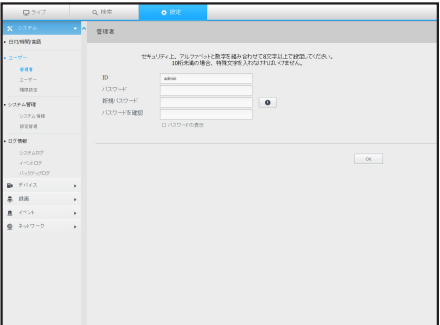 ライブ
検索
設定
システム
管理者
日付/時間/言語
ユーザー
管理者
ユーザー
権限設定
システム管理
システム情報
設定管理
ログ情報
システムログ
イベントログ
バックアップログ
デバイス
録画
イベント
ネットワーク
セキュリティ上、アルファベットと数字を組み合わせて8文字以上で設定してください。
10桁未満の場合、特殊文字を入れなければいけません。
ID
admin
パスワード
新規パスワード
パスワードを確認
パスワードの表示
OK